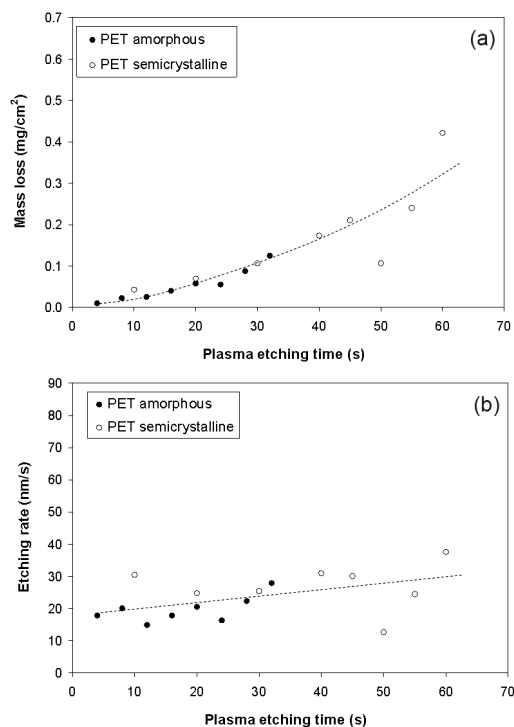 0.7
(a)
PET amorphous
PET semicrystalline
0.6
0.5
0.4
0.3
0.2
0.1
0.0
Mass loss (mg/cm²)
0 10 20 30 40 50 60 70
Plasma etching time (s)
90
(b)
PET amorphous
PET semicrystalline
80
70
60
50
40
30
20
10
0
Etching rate (nm/s)
0 10 20 30 40 50 60 70
Plasma etching time (s)